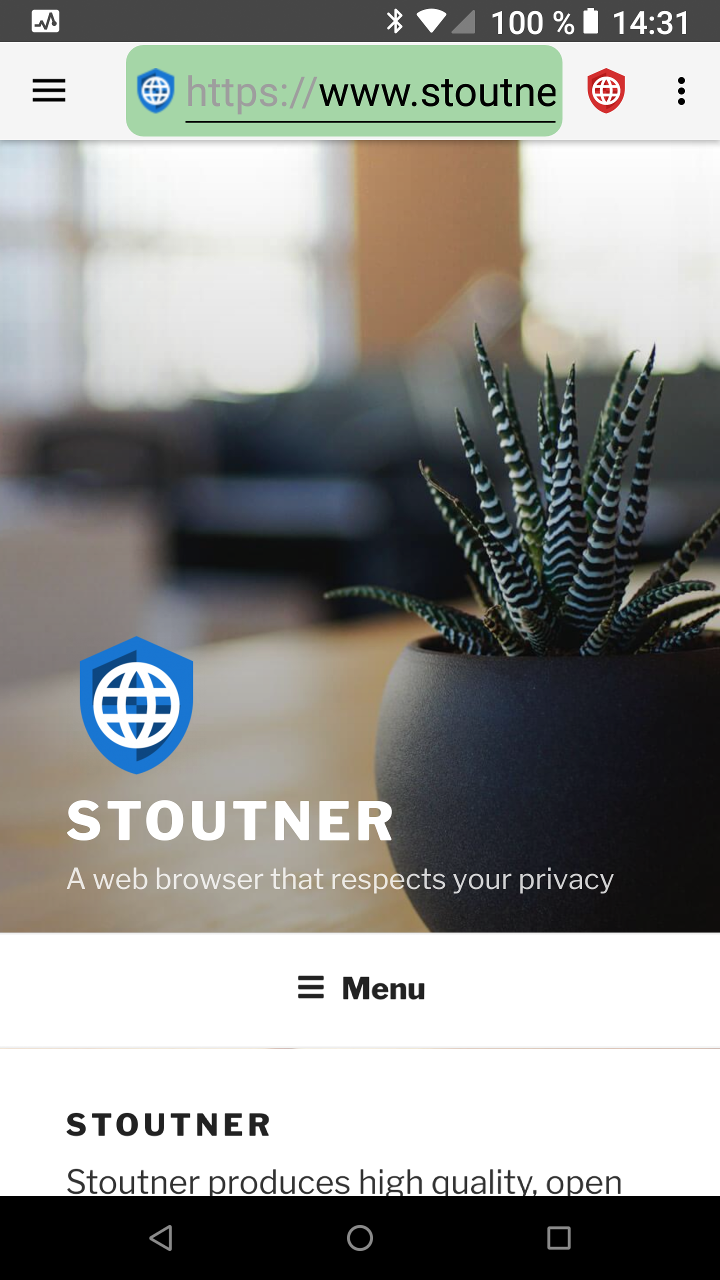 100 % 14:31
https://www.stoutne
STOUTNER
A web browser that respects your privacy
Menu
STOUTNER
Stoutner produces high quality, open